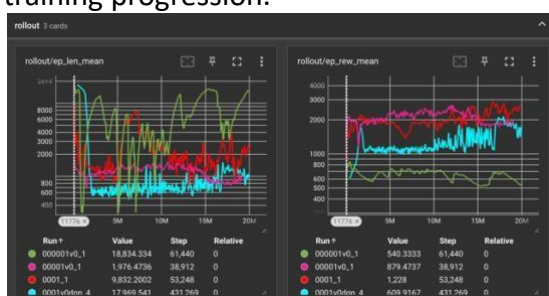 training progression.
rollout 3 cards
rollout/ep_len_mean
8000
6000
4000
3000
2000
800
600
400
11776
5M
10M
15M
20M
Run↑ Value Step Relative
000001v0_1 18,834.334 61,440 0
00001v0_1 1,976.4736 38,912 0
0001_1 9,832.2002 53,248 0
0001v0dqn_4 17,969.541 431,269 0
rollout/ep_rew_mean
4000
3000
2000
1000
800
600
500
400
11776
5M
10M
15M
20M
Run↑ Value Step Relative
000001v0_1 540.3333 61,440 0
00001v0_1 879.4737 38,912 0
0001_1 1,228 53,248 0
0001v0dqn_4 609.9167 431,269 0